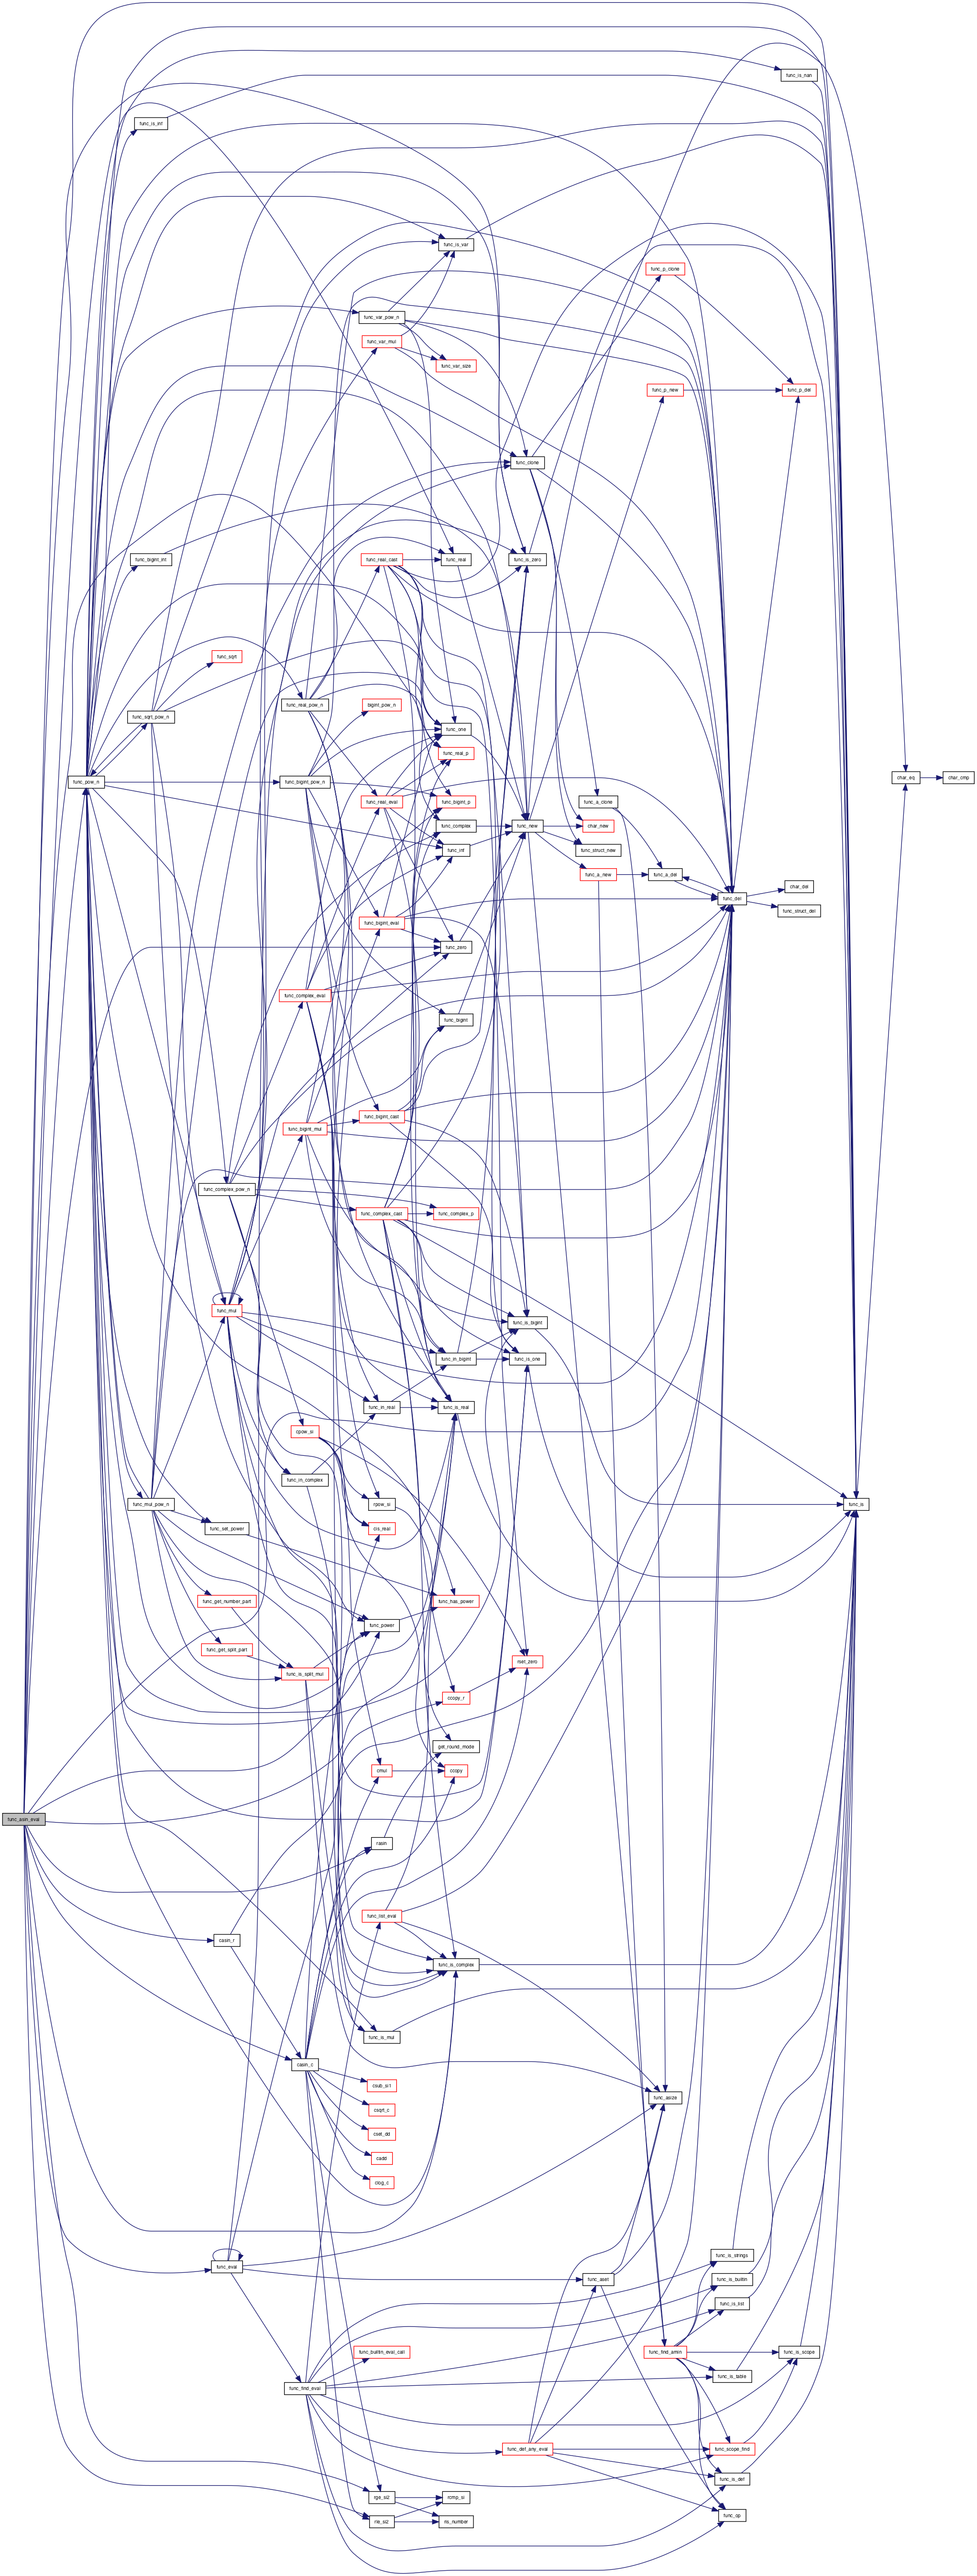 func_is_nan
func_is_inf
func_is_var
func_p_clone
func_var_pow_n
func_var_mul
func_var_size
func_p_new
func_p_del
func_clone
func_bigint_int
func_real_cast
func_real
func_is_zero
func_sqrt
func_real_pow_n
bigint_pow_n
func_sqrt_pow_n
func_one
func_real_p
func_pow_n
func_bigint_pow_n
char_eq
char_cmp
func_real_eval
func_bigint_p
func_a_clone
func_complex
func_new
char_new
func_inf
func_struct_new
func_a_new
func_a_del
char_del
func_del
func_struct_del
func_bigint_eval
func_zero
func_complex_eval
func_bigint
func_bigint_cast
func_bigint_mul
func_complex_pow_n
func_complex_cast
func_complex_p
func_mul
func_is_bigint
func_in_bigint
func_is_one
func_in_real
func_is_real
cpow_si
func_in_complex
rpow_si
func_mul_pow_n
func_is
func_set_power
cis_real
func_get_number_part
func_has_power
func_power
func_get_split_part
func_is_split_mul
rset_zero
ccopy_r
get_round_mode
cmul
ccopy
func_asin_eval
rasin
func_list_eval
casin_r
func_is_complex
func_is_mul
casin_c
csub_si1
func_asize
csqrt_c
cset_dd
cadd
clog_c
func_is_strings
func_eval
func_aset
func_is_builtin
func_is_list
func_builtin_eval_call
func_find_amin
func_is_scope
func_is_table
func_find_eval
func_def_any_eval
func_scope_find
func_is_def
rge_si2
rcmp_si
func_op
rle_si2
ris_number